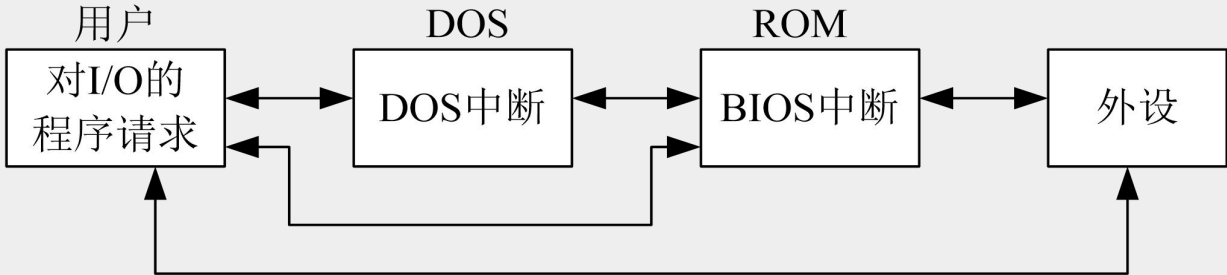 用户
DOS
ROM
对I/O的
程序请求
DOS中断
BIOS中断
外设